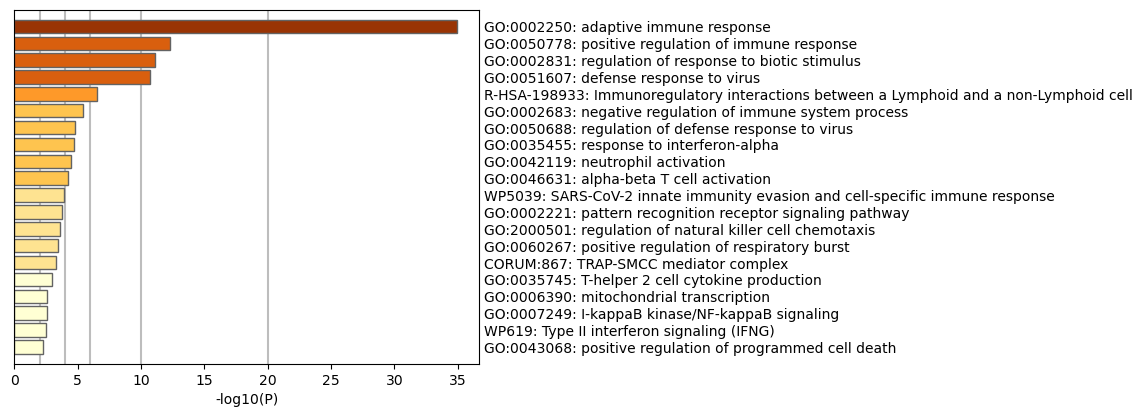 GO:0002250: adaptive immune response
GO:0050778: positive regulation of immune response
GO:0002831: regulation of response to biotic stimulus
GO:0051607: defense response to virus
R-HSA-198933: Immunoregulatory interactions between a Lymphoid and a non-Lymphoid cell
GO:0002683: negative regulation of immune system process
GO:0050688: regulation of defense response to virus
GO:0035455: response to interferon-alpha
GO:0042119: neutrophil activation
GO:0046631: alpha-beta T cell activation
WP5039: SARS-CoV-2 innate immunity evasion and cell-specific immune response
GO:0002221: pattern recognition receptor signaling pathway
GO:2000501: regulation of natural killer cell chemotaxis
GO:0060267: positive regulation of respiratory burst
CORUM:867: TRAP-SMCC mediator complex
GO:0035745: T-helper 2 cell cytokine production
GO:0006390: mitochondrial transcription
GO:0007249: I-kappaB kinase/NF-kappaB signaling
WP619: Type II interferon signaling (IFNG)
GO:0043068: positive regulation of programmed cell death
0 5 10 15 20 25 30 35
-log10(P)